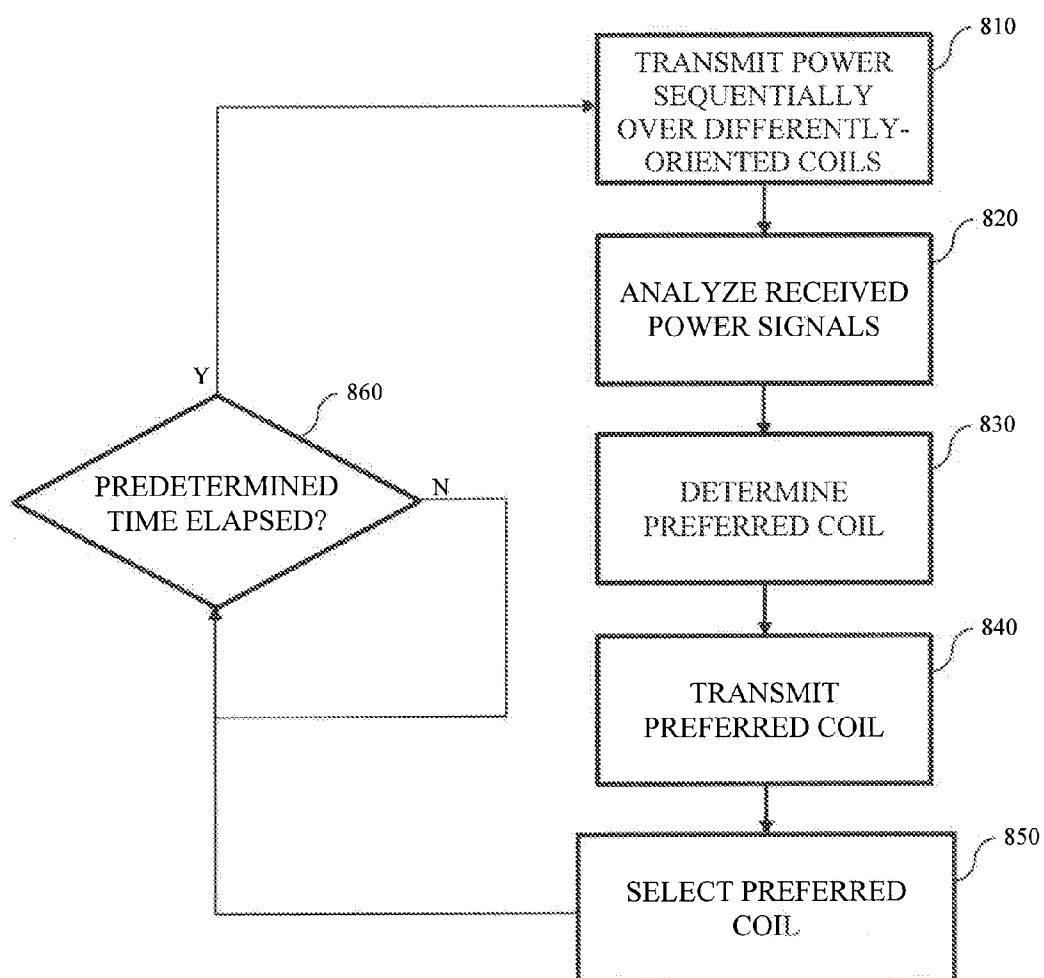 810
TRANSMIT POWER
SEQUENTIALLY
OVER DIFFERENTLY-
ORIENTED COILS
820
ANALYZE RECEIVED
POWER SIGNALS
Y
860
830
PREDETERMINED
TIME ELAPSED?
N
DETERMINE
PREFERRED COIL
840
TRANSMIT
PREFERRED COIL
850
SELECT PREFERRED
COIL